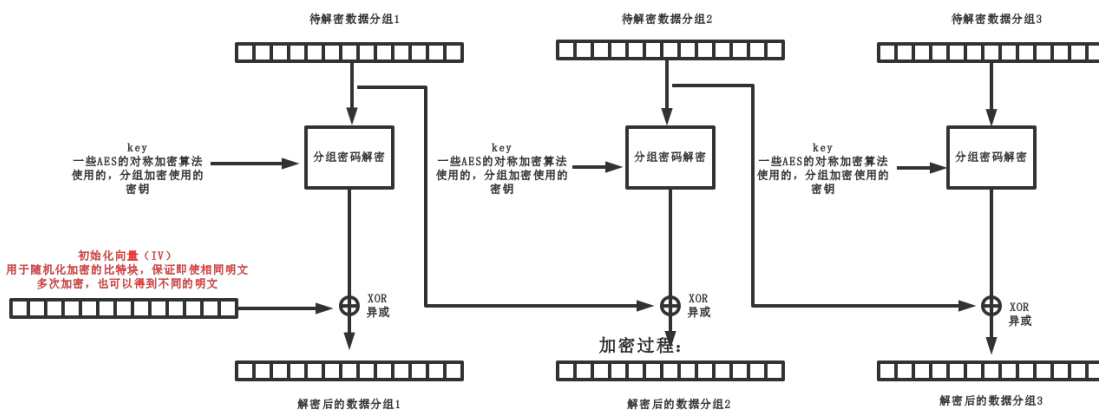 待解密数据分组1
待解密数据分组2
待解密数据分组3
key
一些AES的对称加密算法
使用的，分组加密使用的
密钥
分组密码解密
key
一些AES的对称加密算法
使用的，分组加密使用的
密钥
分组密码解密
key
一些AES的对称加密算法
使用的，分组加密使用的
密钥
分组密码解密
初始化向量（IV）
用于随机化加密的比特块，保证即使相同明文
多次加密，也可以得到不同的明文
XOR
异或
XOR
异或
XOR
异或
加密过程：
解密后的数据分组1
解密后的数据分组2
解密后的数据分组3